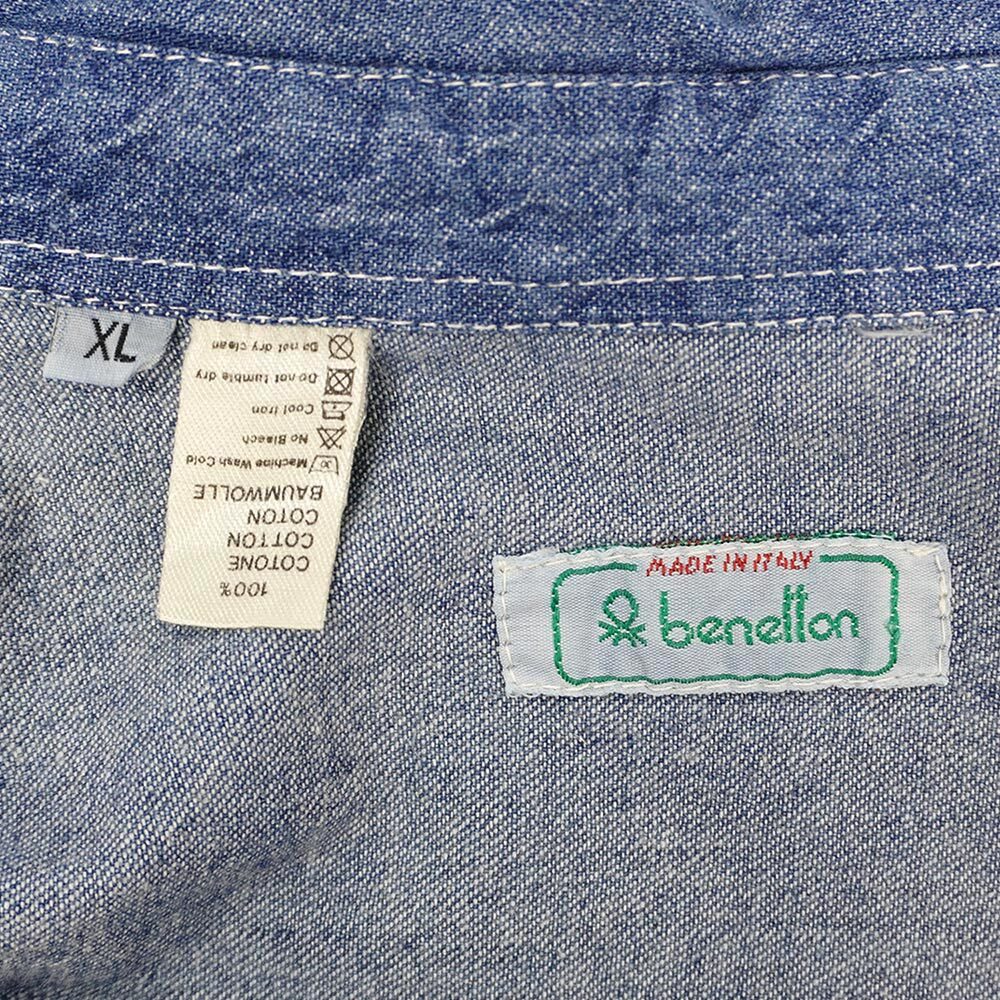 XL
100%
COTONE
COTTON
COTON
BAUMWOLLE
Machine Wash Cold
No Bleach
Cool Iron
Do not tumble dry
Do not dry clean
MADE IN ITALY
benetton